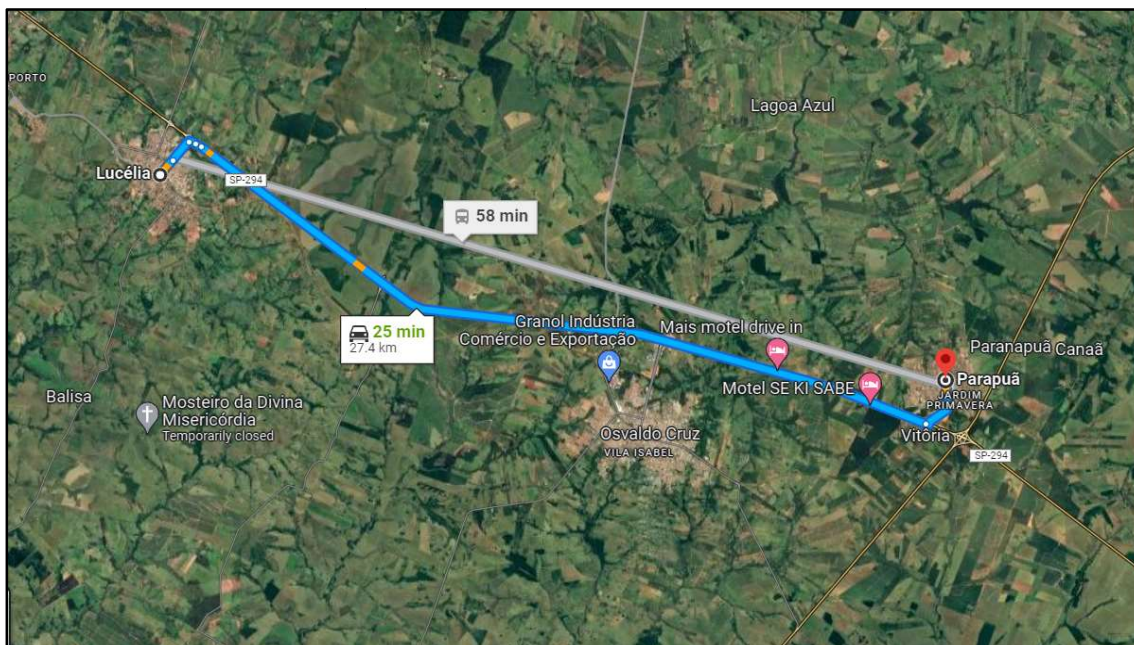 PORTO
Lagoa Azul
Lucélia
SP-294
58 min
25 min
27.4 km
Granol Indústria
Comércio e Exportação
Mais motel drive in
Paranapuã
Canaã
Parapuã
JARDIM
PRIMAVERA
Motel SE KI SABE
Balisa
Mosteiro da Divina
Misericórdia
Temporarily closed
Osvaldo Cruz
VILA ISABEL
Vitôria
SP-294